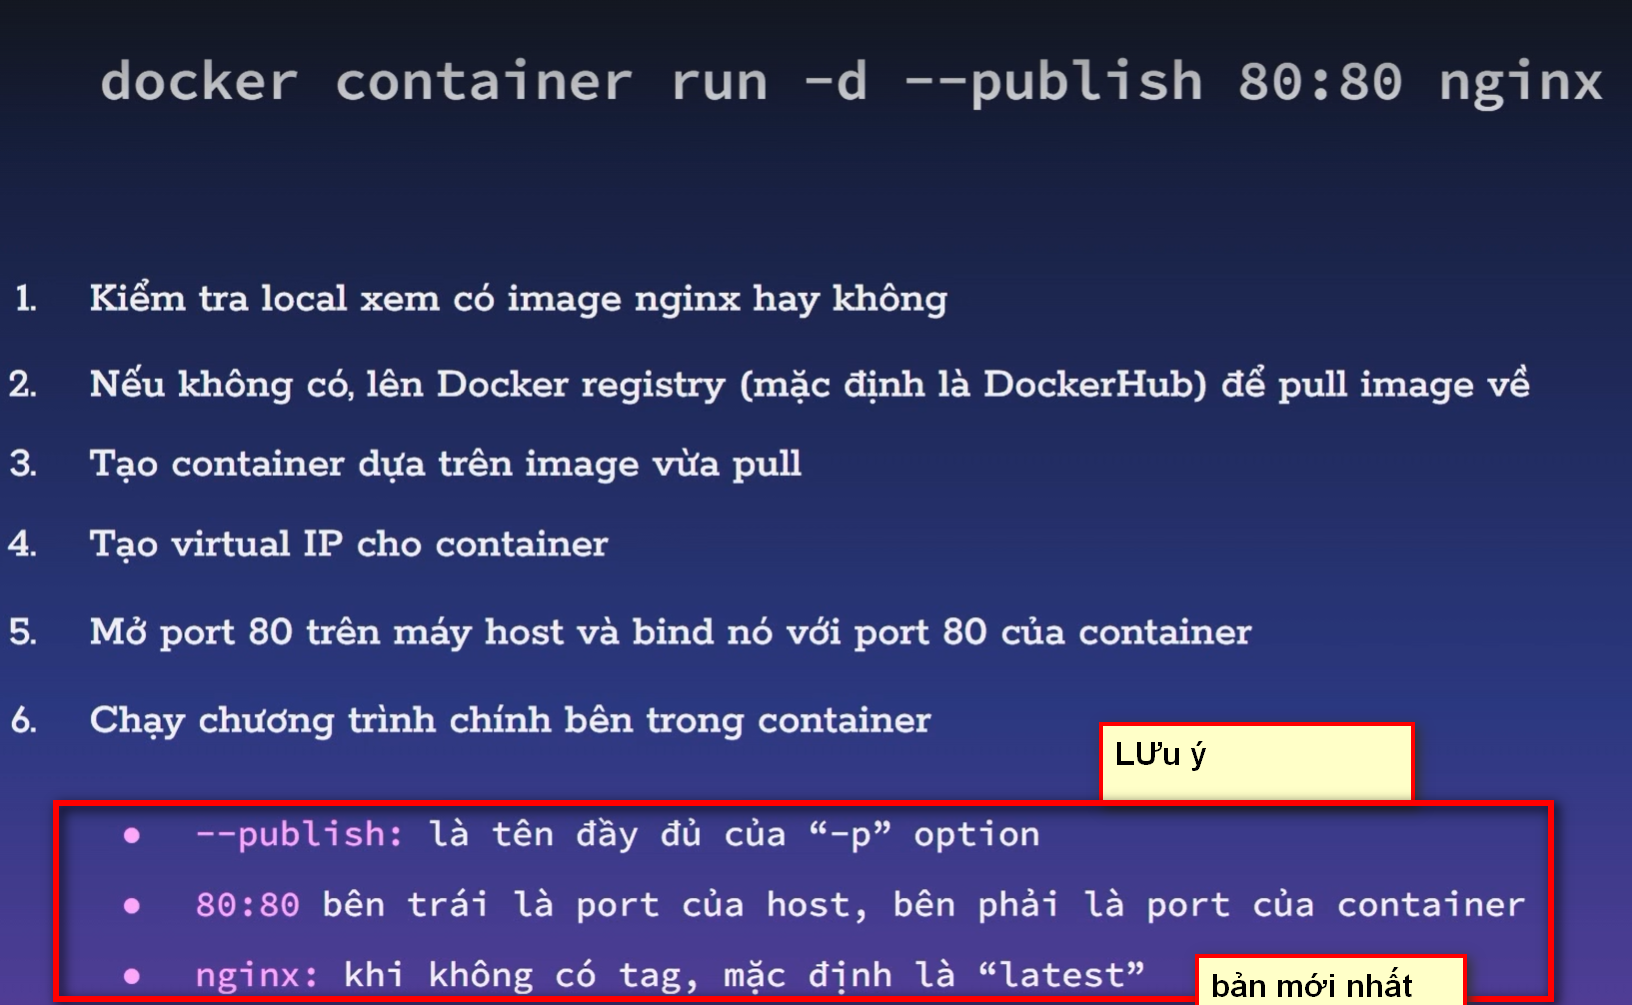 docker container run -d --publish 80:80 nginx
1. Kiểm tra local xem có image nginx hay không
2. Nếu không có, lên Docker registry (mặc định là DockerHub) để pull image về
3. Tạo container dựa trên image vừa pull
4. Tạo virtual IP cho container
5. Mở port 80 trên máy host và bind nó với port 80 của container
6. Chạy chương trình chính bên trong container
LƯu ý
● --publish: là tên đầy đủ của “-p” option
● 80:80 bên trái là port của host, bên phải là port của container
● nginx: khi không có tag, mặc định là “latest”
bản mới nhất